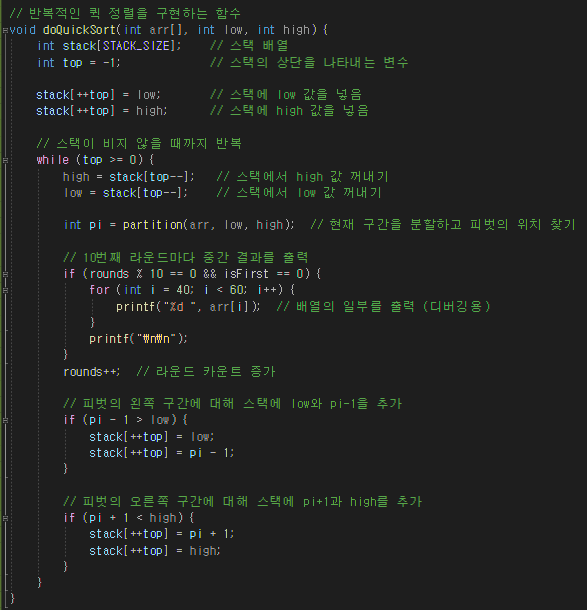 // 반복적인 퀵 정렬을 구현하는 함수
void doQuickSort(int arr[], int low, int high) {
    int stack[STACK_SIZE];    // 스택 배열
    int top = -1;             // 스택의 상단을 나타내는 변수

    stack[++top] = low;       // 스택에 low 값을 넣음
    stack[++top] = high;      // 스택에 high 값을 넣음

    // 스택이 비지 않을 때까지 반복
    while (top >= 0) {
        high = stack[top--];   // 스택에서 high 값 꺼내기
        low = stack[top--];    // 스택에서 low 값 꺼내기

        int pi = partition(arr, low, high);  // 현재 구간을 분할하고 피벗의 위치 찾기

        // 10번째 라운드마다 중간 결과를 출력
        if (rounds % 10 == 0 && isFirst == 0) {
            for (int i = 40; i < 60; i++) {
                printf("%d ", arr[i]);  // 배열의 일부를 출력 (디버깅용)
            }
            printf("₩n₩n");
        }
        rounds++;  // 라운드 카운트 증가

        // 피벗의 왼쪽 구간에 대해 스택에 low와 pi-1을 추가
        if (pi - 1 > low) {
            stack[++top] = low;
            stack[++top] = pi - 1;
        }

        // 피벗의 오른쪽 구간에 대해 스택에 pi+1과 high를 추가
        if (pi + 1 < high) {
            stack[++top] = pi + 1;
            stack[++top] = high;
        }
    }
}